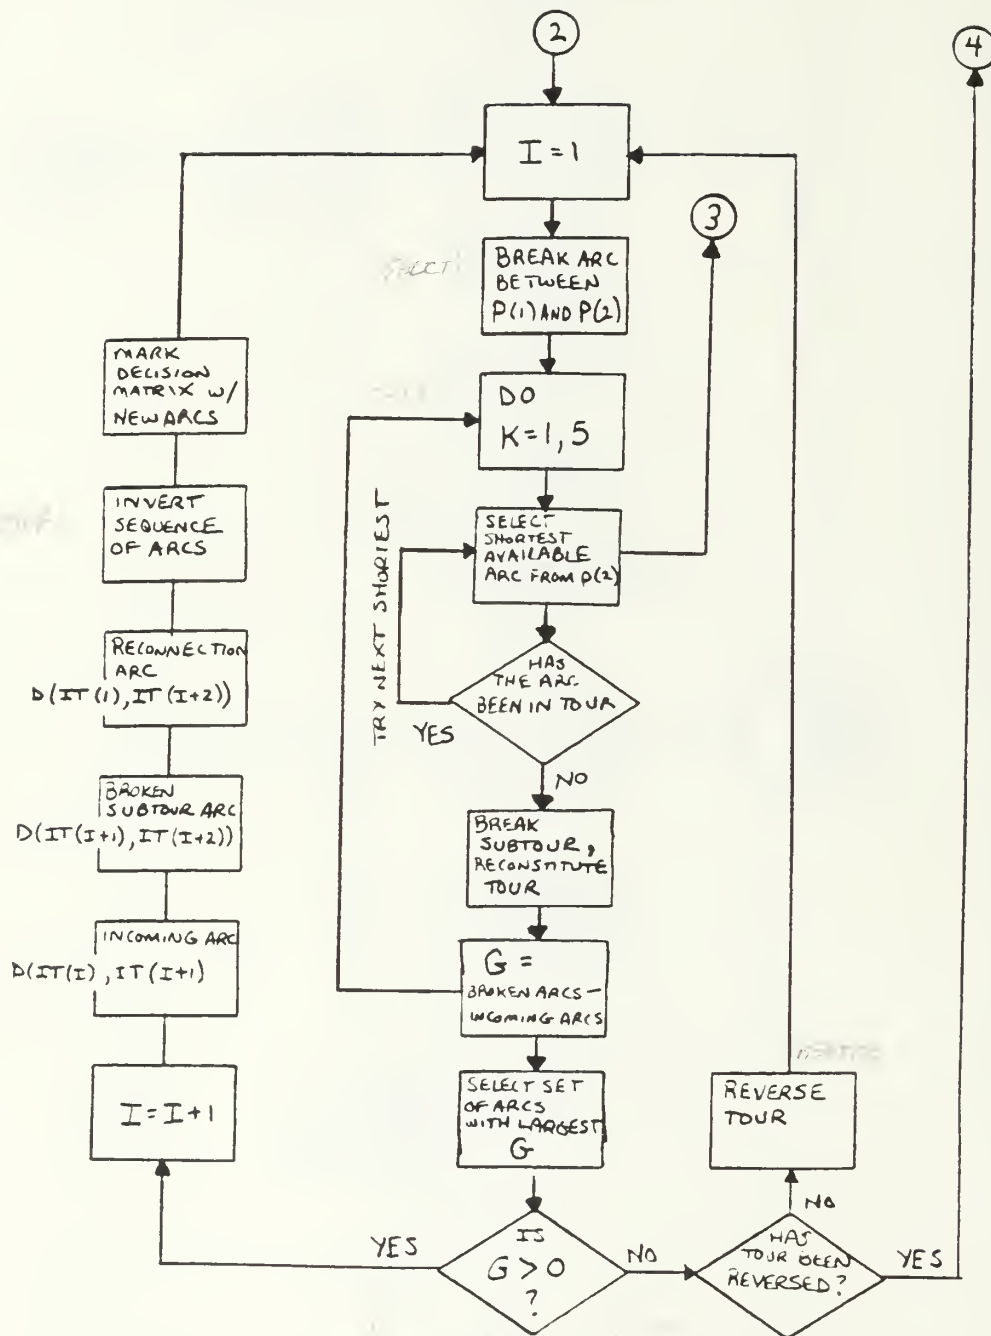 2
4
I = 1
3
BREAK ARC
BETWEEN
P(1) AND P(2)
MARK
DECISION
MATRIX W/
NEW ARCS
DO
K=1, 5
INVERT
SEQUENCE
OF ARCS
SELECT
SHORTEST
AVAILABLE
ARC FROM P(2)
TRY NEXT SHORTEST
RECONNECTION
ARC
D(IT(1), IT(I+2))
HAS
THE ARC
BEEN IN TOUR
YES
NO
BROKEN
SUBTOUR ARC
D(IT(I+1), IT(I+2))
BREAK
SUBTOUR,
RECONSTITUTE
TOUR
INCOMING ARC
D(IT(I), IT(I+1)
G =
BROKEN ARCS -
INCOMING ARCS
I = I+1
SELECT SET
OF ARCS
WITH LARGEST
G
REVERSE
TOUR
NO
YES
IS
G > 0
?
NO
HAS
TOUR BEEN
REVERSED?
YES